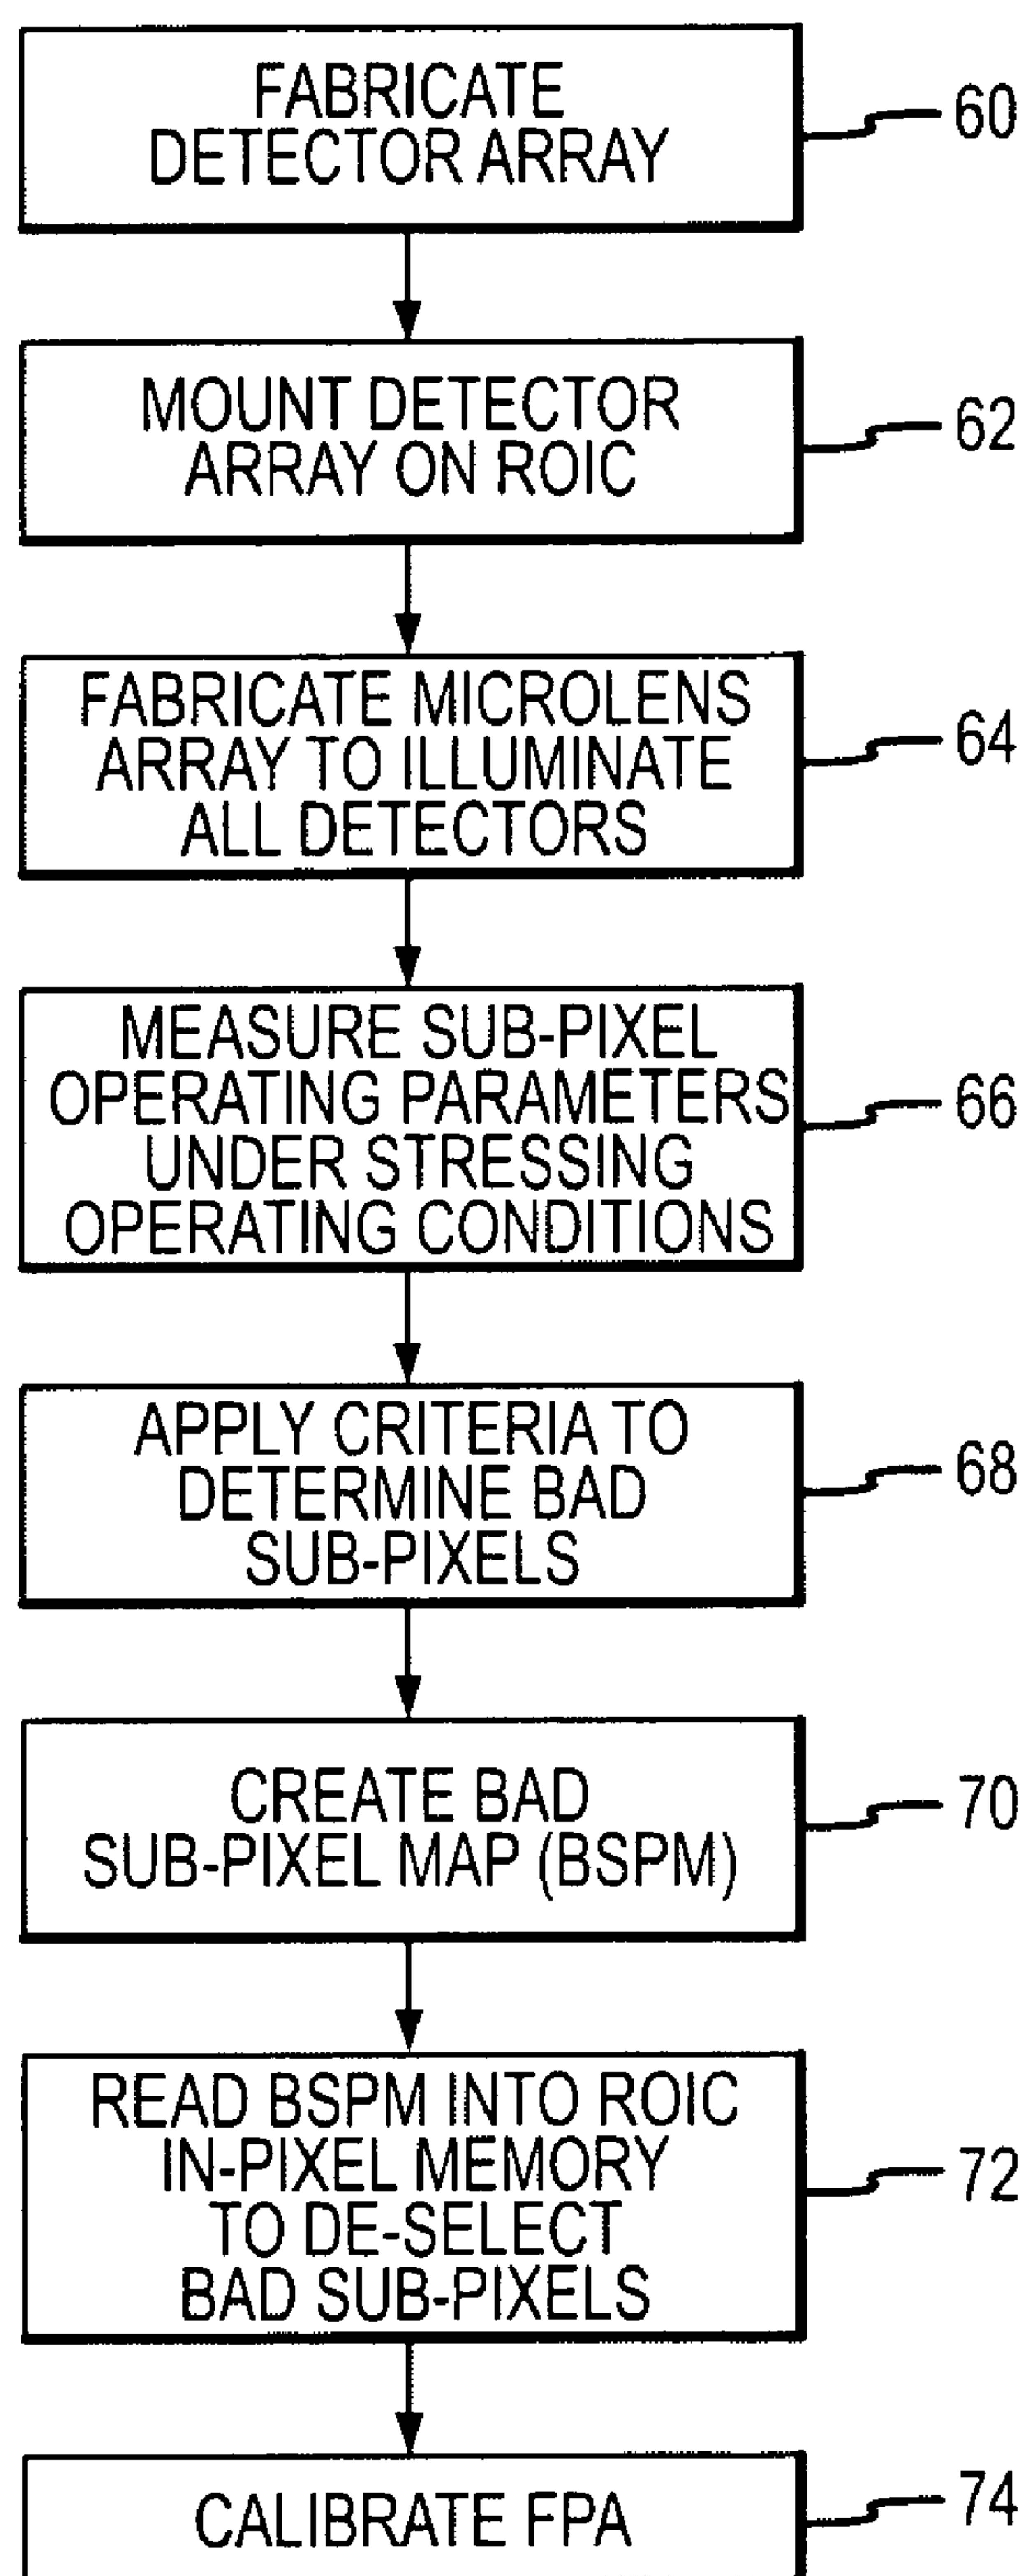 FABRICATE
DETECTOR ARRAY
60
MOUNT DETECTOR
ARRAY ON ROIC
62
FABRICATE MICROLENS
ARRAY TO ILLUMINATE
ALL DETECTORS
64
MEASURE SUB-PIXEL
OPERATING PARAMETERS
UNDER STRESSING
OPERATING CONDITIONS
66
APPLY CRITERIA TO
DETERMINE BAD
SUB-PIXELS
68
CREATE BAD
SUB-PIXEL MAP (BSPM)
70
READ BSPM INTO ROIC
IN-PIXEL MEMORY
TO DE-SELECT
BAD SUB-PIXELS
72
CALIBRATE FPA
74